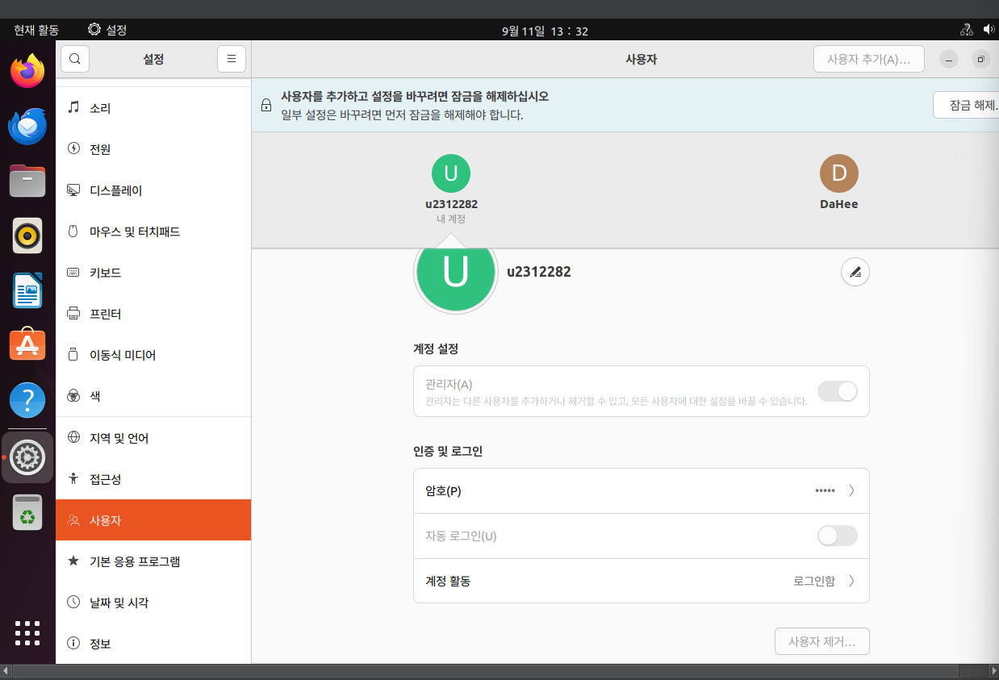 현재 활동
설정
9월 11일 13 : 32
설정
사용자
사용자 추가(A)...
사용자를 추가하고 설정을 바꾸려면 잠금을 해제하십시오
일부 설정은 바꾸려면 먼저 잠금을 해제해야 합니다.
잠금 해제.
소리
전원
디스플레이
마우스 및 터치패드
키보드
프린터
이동식 미디어
색
지역 및 언어
접근성
사용자
기본 응용 프로그램
날짜 및 시각
정보
U
u2312282
내 계정
D
DaHee
U
u2312282
계정 설정
관리자(A)
관리자는 다른 사용자를 추가하거나 제거할 수 있고, 모든 사용자에 대한 설정을 바꿀 수 있습니다.
인증 및 로그인
암호(P)
•••••
자동 로그인(U)
계정 활동
로그인함
사용자 제거...